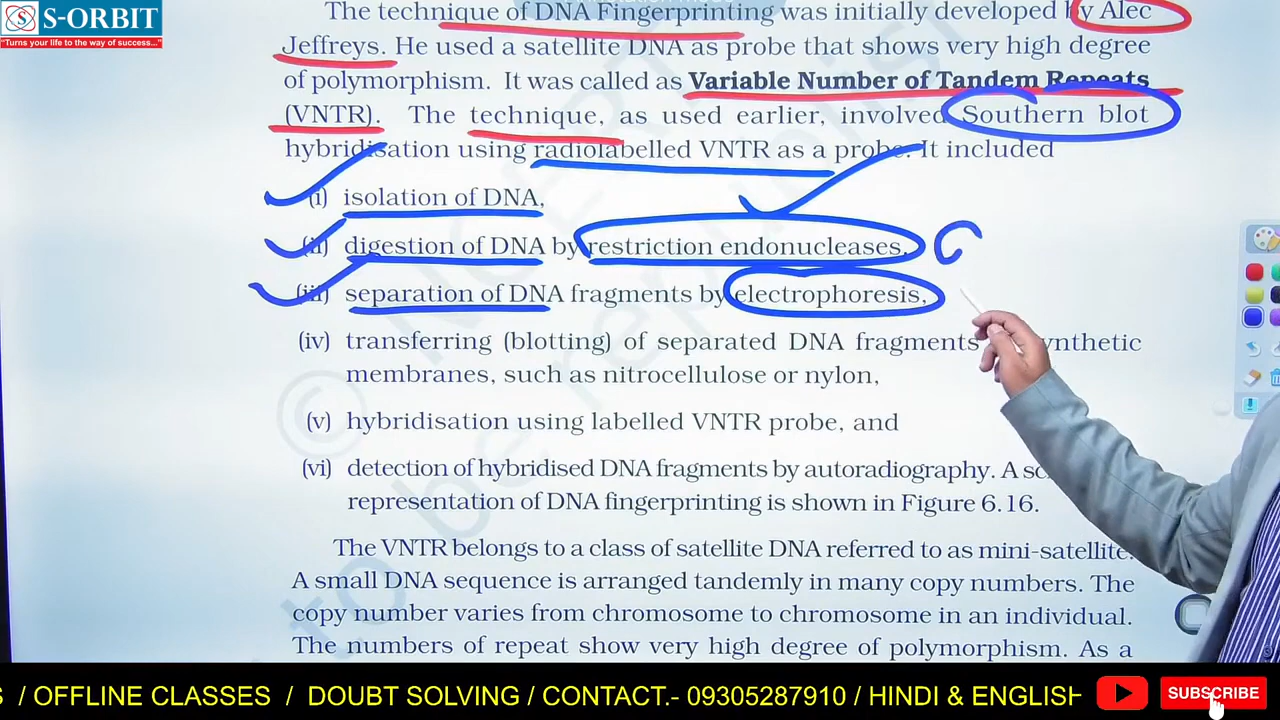 S-ORBIT
"Turns your life to the way of success..."
The technique of DNA Fingerprinting was initially developed by Alec
Jeffreys. He used a satellite DNA as probe that shows very high degree
of polymorphism. It was called as Variable Number of Tandem Repeats
(VNTR). The technique, as used earlier, involved Southern blot
hybridisation using radiolabelled VNTR as a probe. It included
(i) isolation of DNA,
(ii) digestion of DNA by restriction endonucleases,
(iii) separation of DNA fragments by electrophoresis,
(iv) transferring (blotting) of separated DNA fragments
membranes, such as nitrocellulose or nylon,
(v) hybridisation using labelled VNTR probe, and
(vi) detection of hybridised DNA fragments by autoradiography. A
representation of DNA fingerprinting is shown in Figure 6.16.
The VNTR belongs to a class of satellite DNA referred to as mini-satellite.
A small DNA sequence is arranged tandemly in many copy numbers. The
copy number varies from chromosome to chromosome in an individual.
The numbers of repeat show very high degree of polymorphism. As a
/ OFFLINE CLASSES / DOUBT SOLVING / CONTACT.- 09305287910 / HINDI & ENGLISH
SUBSCRIBE